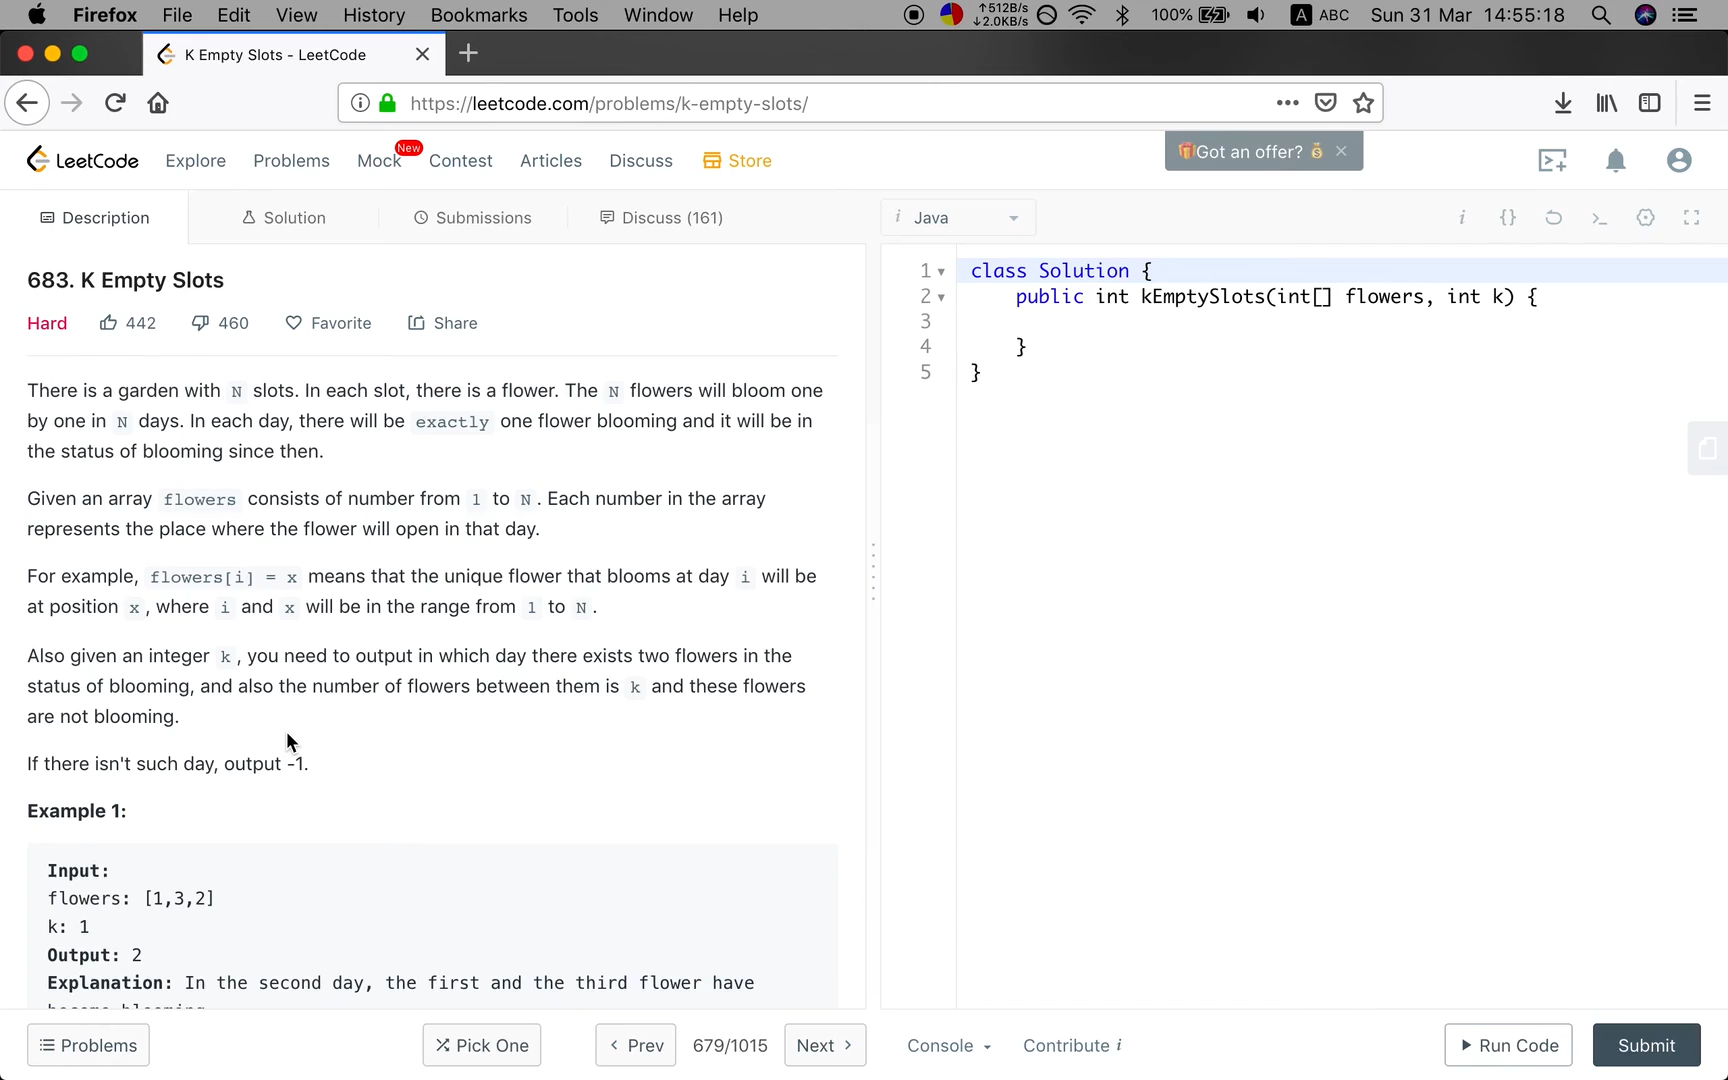 Firefox File Edit View History Bookmarks Tools Window Help ↑512B/s ↓2.0KB/s 100% A ABC Sun 31 Mar 14:55:18
K Empty Slots - LeetCode
https://leetcode.com/problems/k-empty-slots/
LeetCode Explore Problems Mock New Contest Articles Discuss Store 🎁Got an offer? 💰 ×
Description Solution Submissions Discuss (161) i Java
683. K Empty Slots
Hard 442 460 Favorite Share
There is a garden with N slots. In each slot, there is a flower. The N flowers will bloom one
by one in N days. In each day, there will be exactly one flower blooming and it will be in
the status of blooming since then.
Given an array flowers consists of number from 1 to N. Each number in the array
represents the place where the flower will open in that day.
For example, flowers[i] = x means that the unique flower that blooms at day i will be
at position x, where i and x will be in the range from 1 to N.
Also given an integer k, you need to output in which day there exists two flowers in the
status of blooming, and also the number of flowers between them is k and these flowers
are not blooming.
If there isn't such day, output -1.
Example 1:
Input:
flowers: [1,3,2]
k: 1
Output: 2
Explanation: In the second day, the first and the third flower have
1 class Solution {
2 public int kEmptySlots(int[] flowers, int k) {
3
4 }
5 }
Problems Pick One < Prev 679/1015 Next > Console Contribute i Run Code Submit